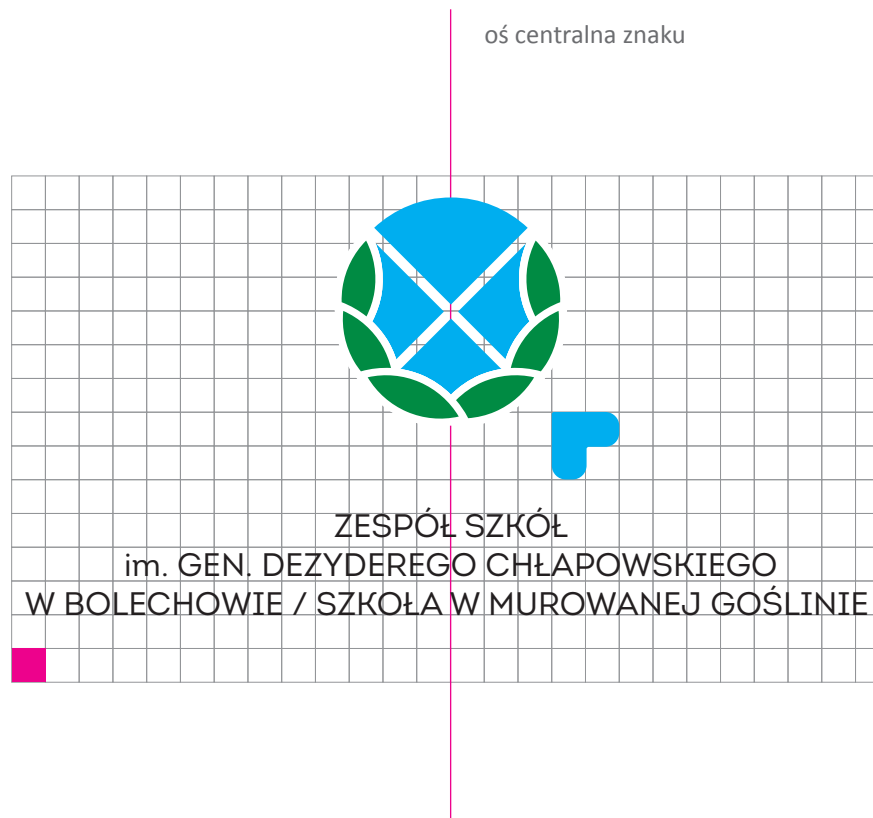 oś centralna znaku
ZESPÓŁ SZKÓŁ
im. GEN. DEZYDEREGO CHŁAPOWSKIEGO
W BOLECHOWIE / SZKOŁA W MUROWANEJ GOŚLINIE